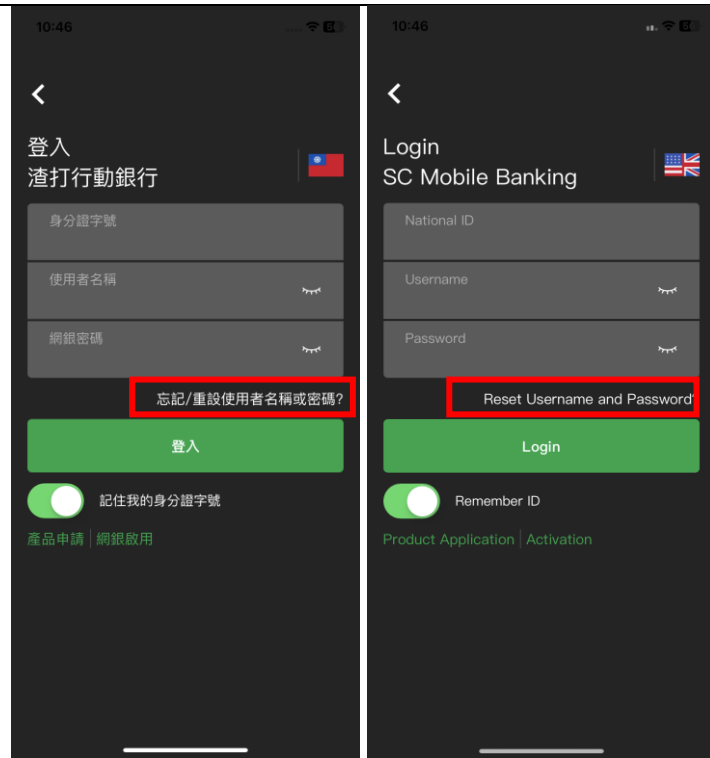 10:46
登入
渣打行動銀行
身分證字號
使用者名稱
網銀密碼
忘記/重設使用者名稱或密碼?
登入
記住我的身分證字號
產品申請 | 網銀啟用
10:46
Login
SC Mobile Banking
National ID
Username
Password
Reset Username and Password?
Login
Remember ID
Product Application | Activation